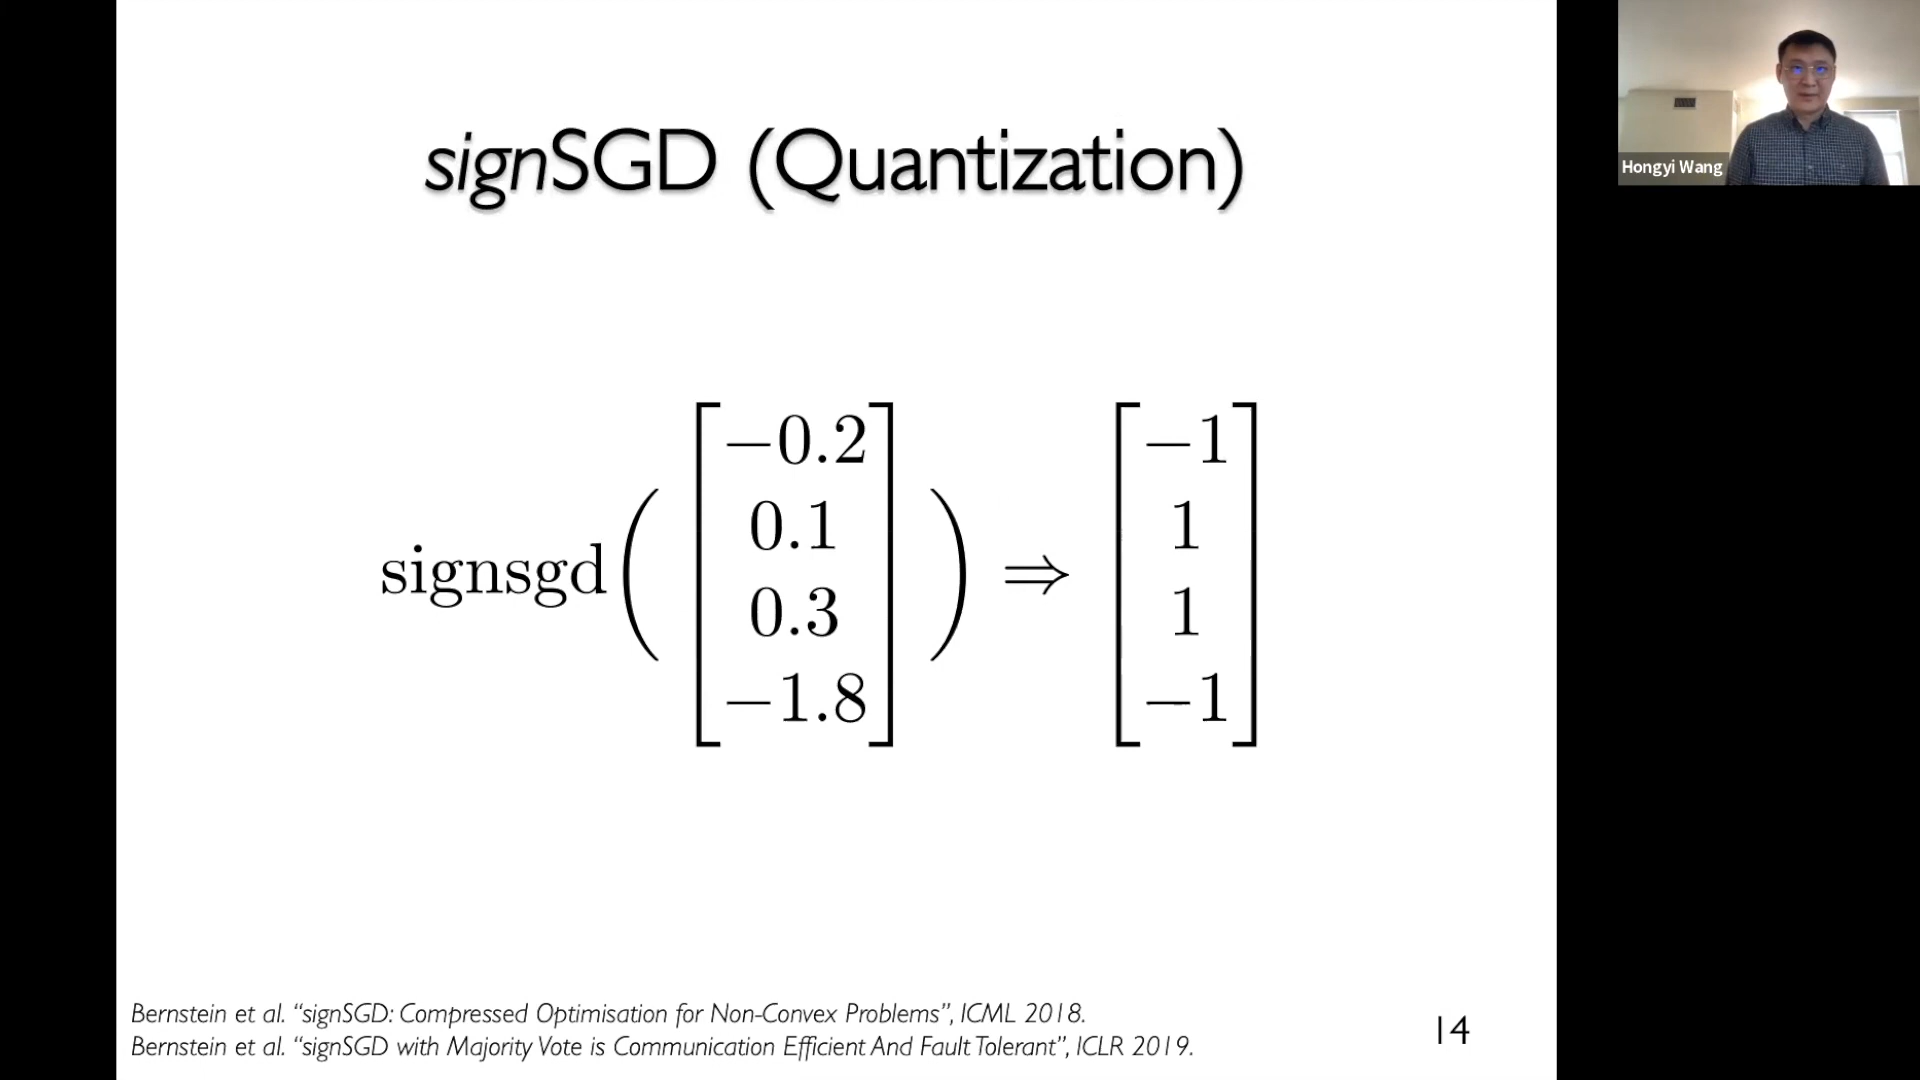 signSGD (Quantization)
Hongyi Wang
signsgd ( [ −0.2 0.1 0.3 −1.8 ] ) ⇒ [ −1 1 1 −1 ]
Bernstein et al. “signSGD: Compressed Optimisation for Non-Convex Problems”, ICML 2018.
Bernstein et al. “signSGD with Majority Vote is Communication Efficient And Fault Tolerant”, ICLR 2019.
14